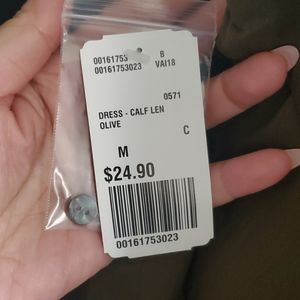 00161753 B
00161753023 VAI18
0571
DRESS - CALF LEN
OLIVE
C
M
$24.90
00161753023